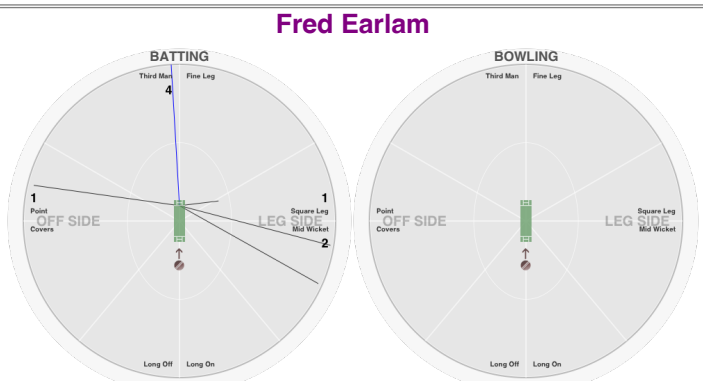 Fred Earlam
BATTING
Third Man Fine Leg
4
1 1
Point Square Leg
OFF SIDE LEG SIDE
Covers Mid Wicket
2
Long Off Long On
BOWLING
Third Man Fine Leg
Point Square Leg
OFF SIDE LEG SIDE
Covers Mid Wicket
Long Off Long On